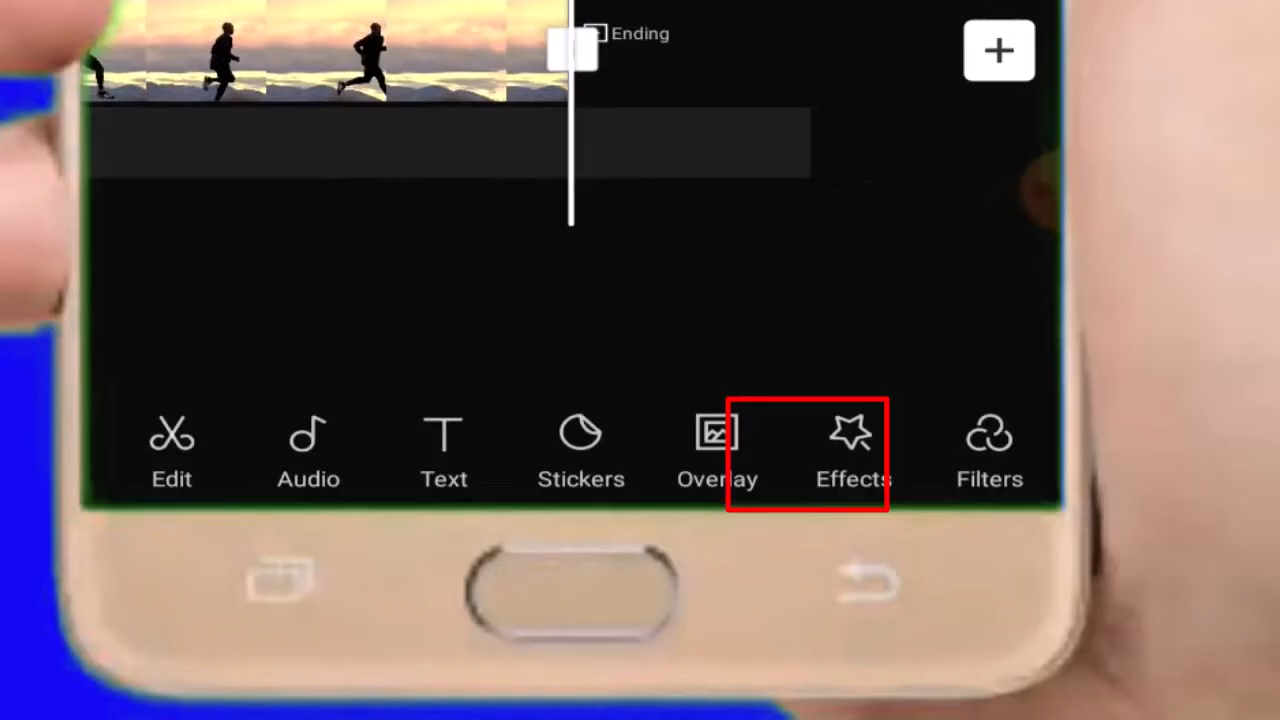 Ending
Edit
Audio
Text
Stickers
Overlay
Effects
Filters